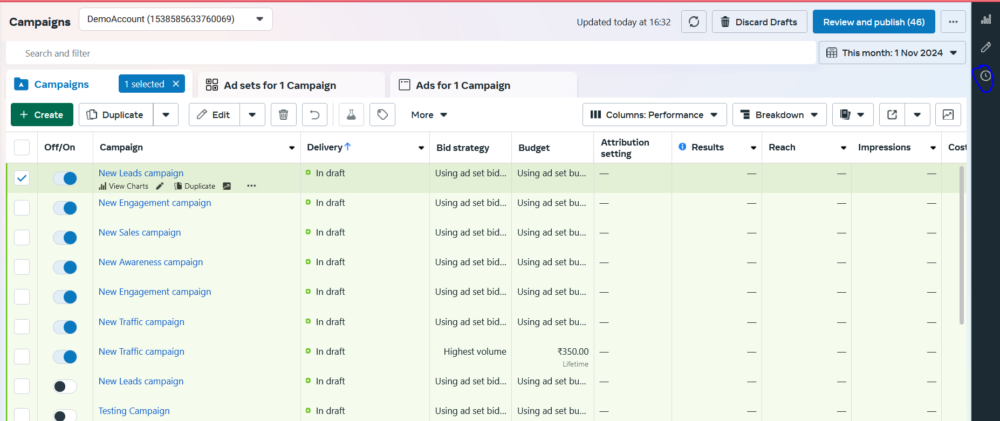 Campaigns DemoAccount (1538585633760069) Updated today at 16:32 Discard Drafts Review and publish (46) ...
Search and filter This month: 1 Nov 2024
Campaigns 1 selected × Ad sets for 1 Campaign Ads for 1 Campaign
+ Create Duplicate Edit More Columns: Performance Breakdown
Off/On Campaign Delivery↑ Bid strategy Budget Attribution setting Results Reach Impressions Cost
New Leads campaign In draft Using ad set bid... Using ad set bu... — — — —
View Charts Duplicate ...
New Engagement campaign In draft Using ad set bid... Using ad set bu... — — — —
New Sales campaign In draft Using ad set bid... Using ad set bu... — — — —
New Awareness campaign In draft Using ad set bid... Using ad set bu... — — — —
New Engagement campaign In draft Using ad set bid... Using ad set bu... — — — —
New Traffic campaign In draft Using ad set bid... Using ad set bu... — — — —
New Traffic campaign In draft Highest volume ₹350.00 — — — —
Lifetime
New Leads campaign In draft Using ad set bid... Using ad set bu... — — — —
Testing Campaign In draft Using ad set bid... Using ad set bu... — — — —